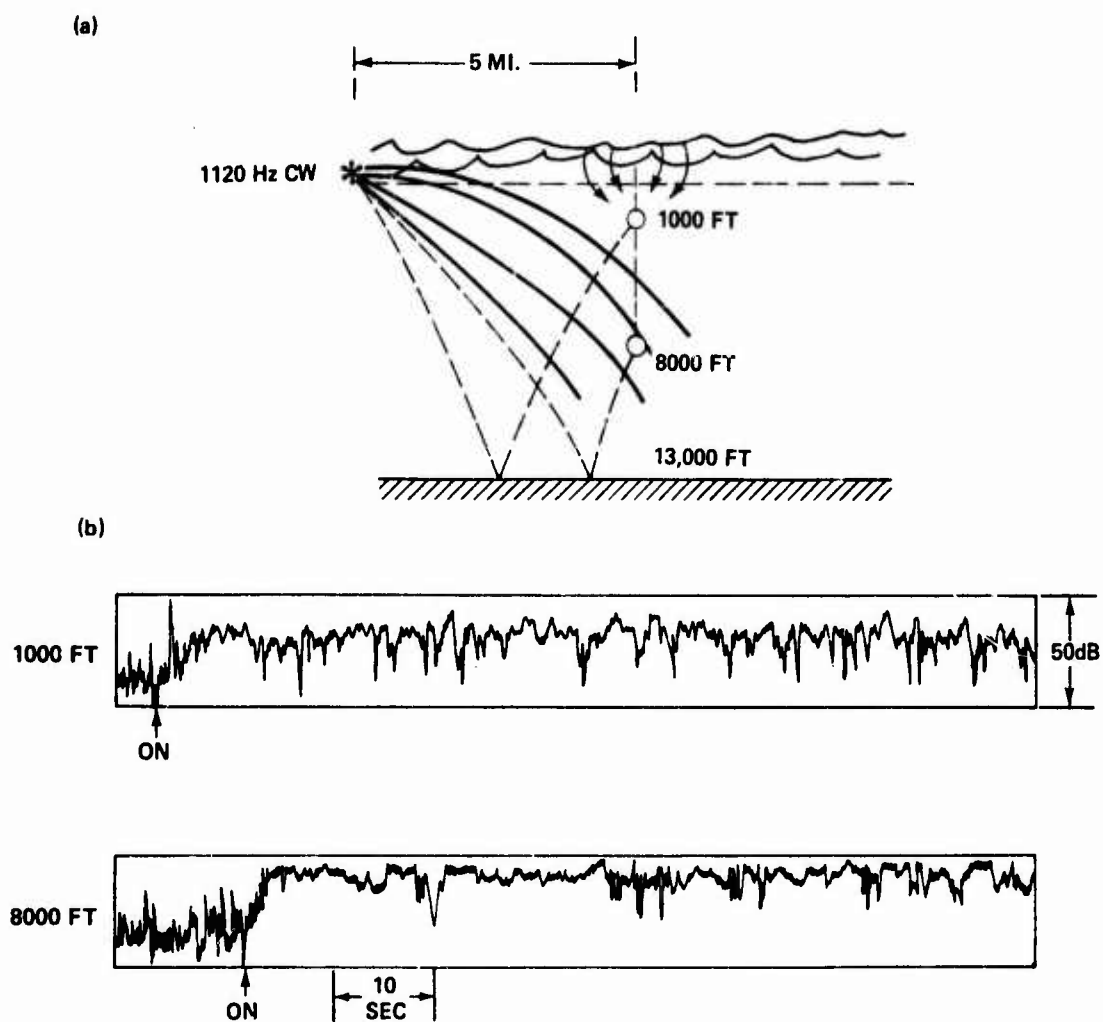 (a)
5 MI.
1120 Hz CW
1000 FT
8000 FT
13,000 FT
(b)
1000 FT
50dB
ON
8000 FT
ON
10
SEC